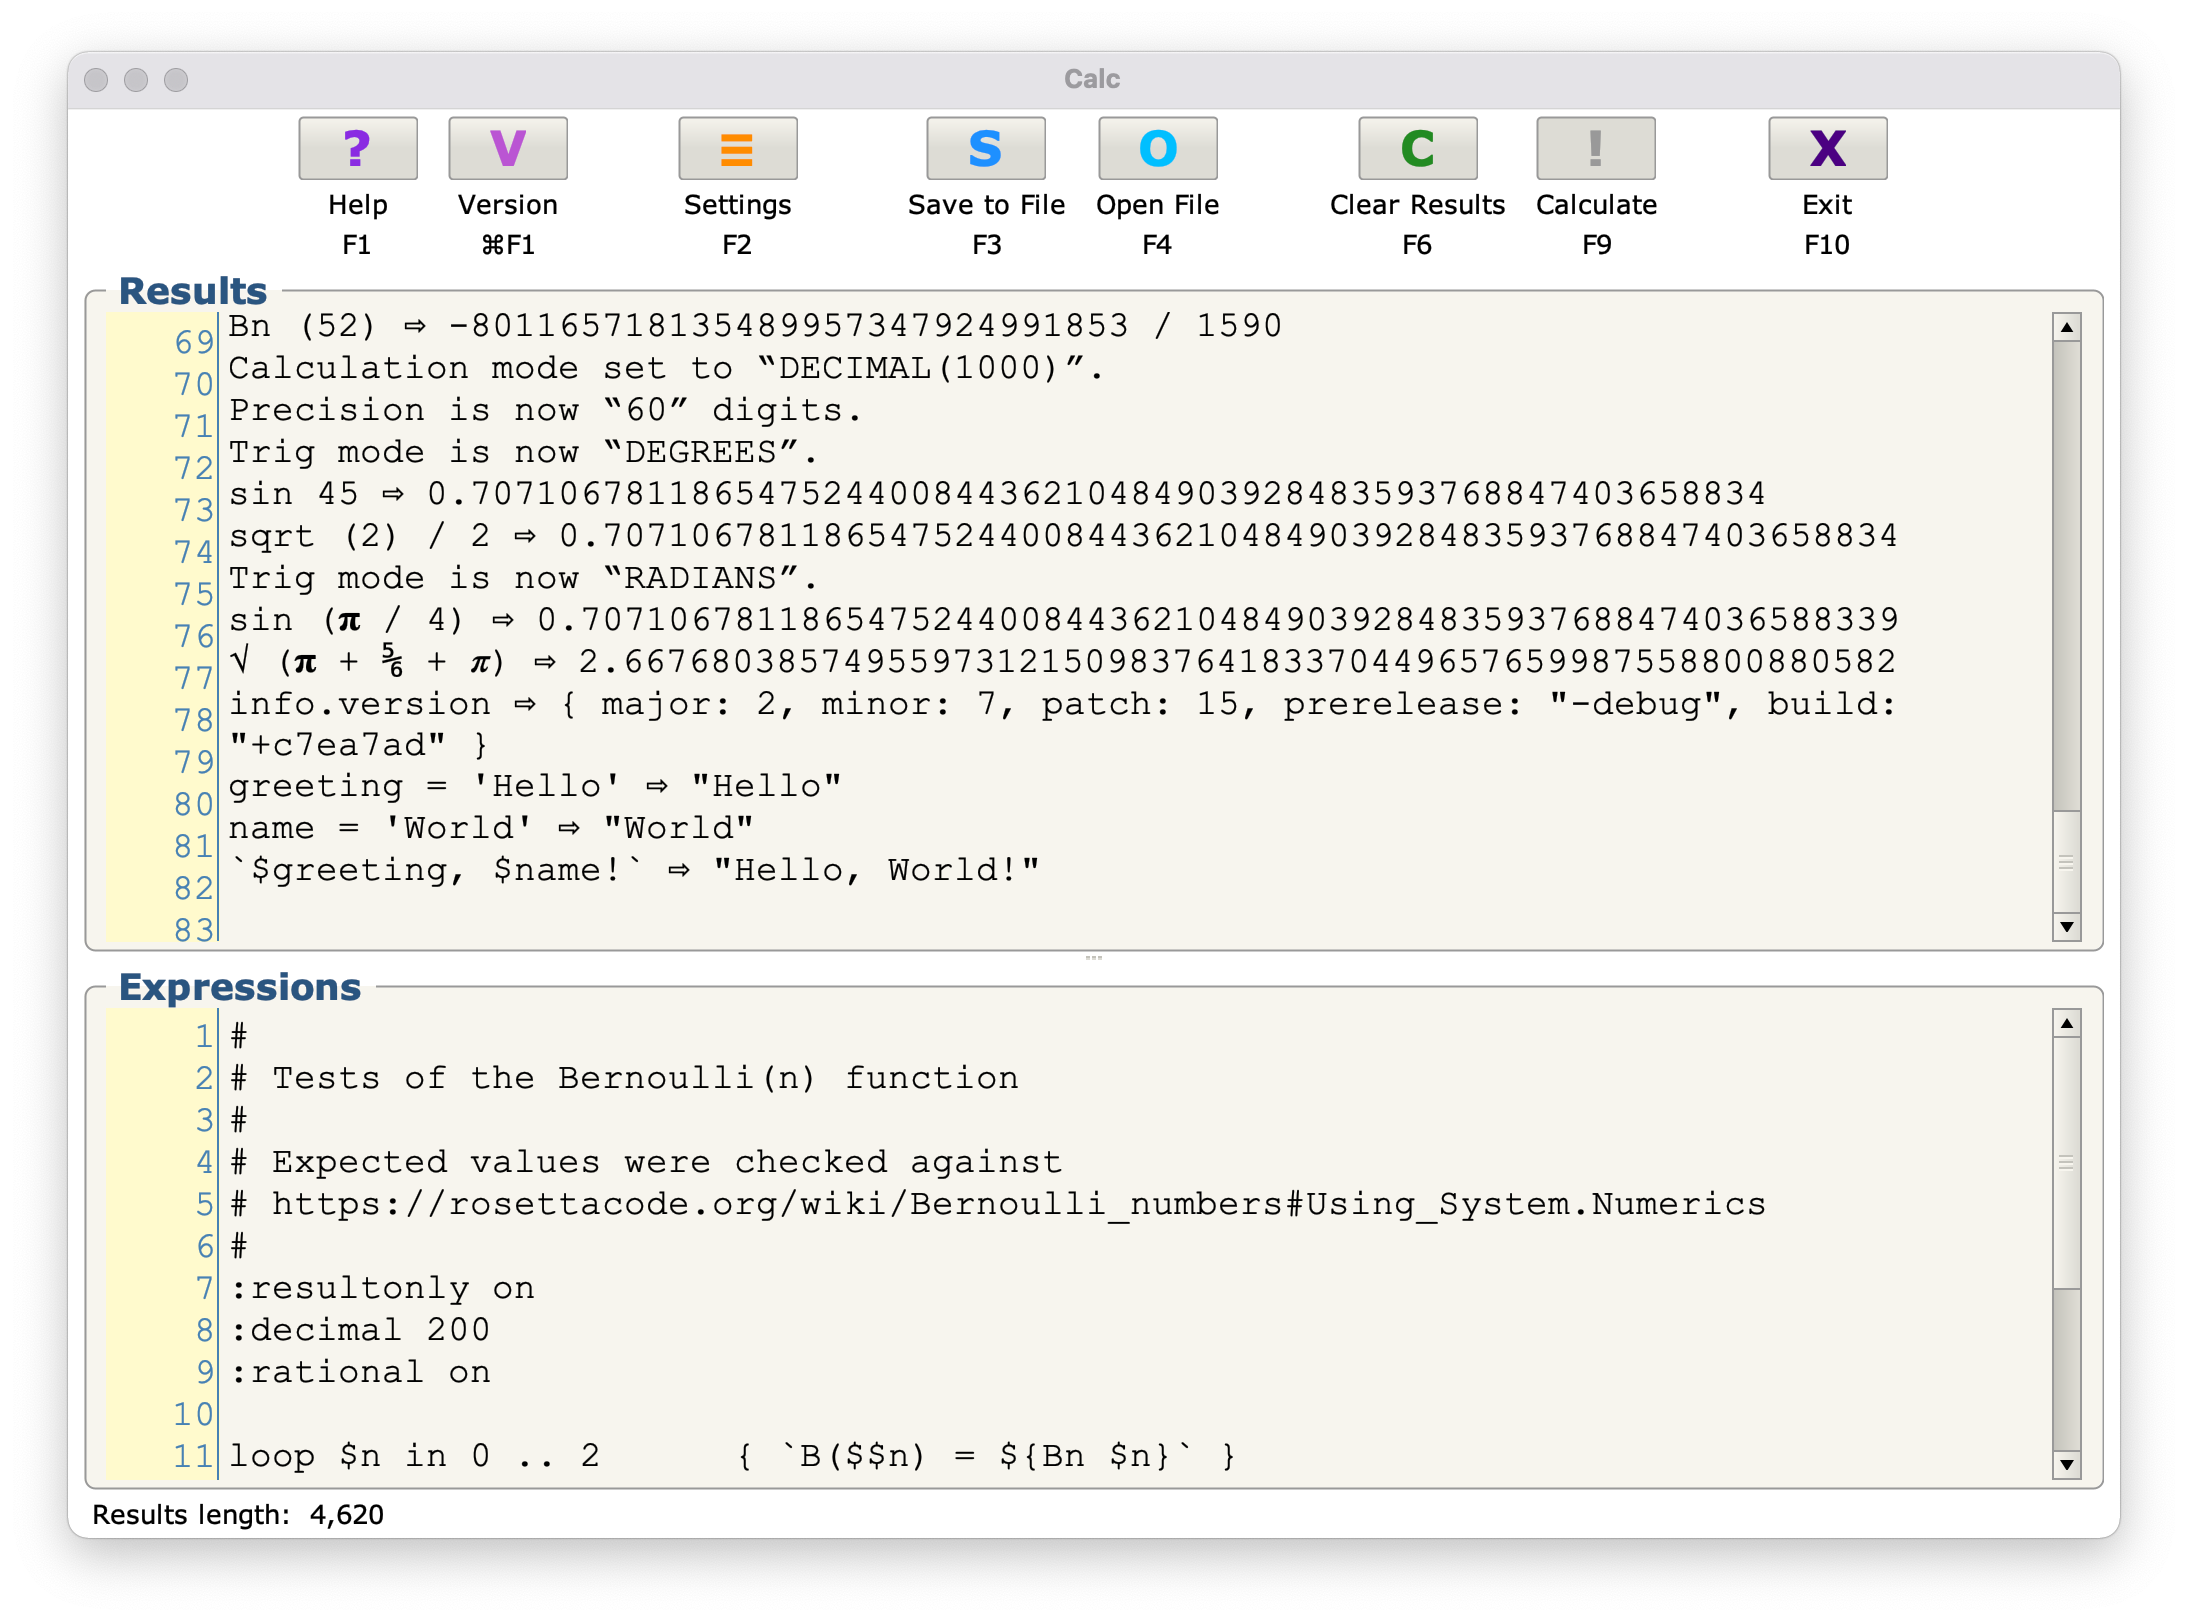 Calc
? V ≡ S O C ! X
Help Version Settings Save to File Open File Clear Results Calculate Exit
F1 ⌘F1 F2 F3 F4 F6 F9 F10
Results
69 Bn (52) ⇨ -801165718135489957347924991853 / 1590
70 Calculation mode set to “DECIMAL(1000)”.
71 Precision is now “60” digits.
72 Trig mode is now “DEGREES”.
73 sin 45 ⇨ 0.707106781186547524400844362104849039284835937688474036588​34
74 sqrt (2) / 2 ⇨ 0.70710678118654752440084436210484903928483593768847403658834
75 Trig mode is now “RADIANS”.
76 sin (π / 4) ⇨ 0.707106781186547524400844362104849039284835937688474036588339
77 √ (π + ⅚ + π) ⇨ 2.66768038574955973121509837641833704496576599875588008805​82
78 info.version ⇨ { major: 2, minor: 7, patch: 15, prerelease: "-debug", build:
79 "+c7ea7ad" }
80 greeting = 'Hello' ⇨ "Hello"
81 name = 'World' ⇨ "World"
82 `$greeting, $name!` ⇨ "Hello, World!"
83
Expressions
1 #
2 # Tests of the Bernoulli(n) function
3 #
4 # Expected values were checked against
5 # https://rosettacode.org/wiki/Bernoulli_numbers#Using_System.Numerics
6 #
7 :resultonly on
8 :decimal 200
9 :rational on
10
11 loop $n in 0 .. 2 { `B($$n) = ${Bn $n}` }
Results length: 4,620